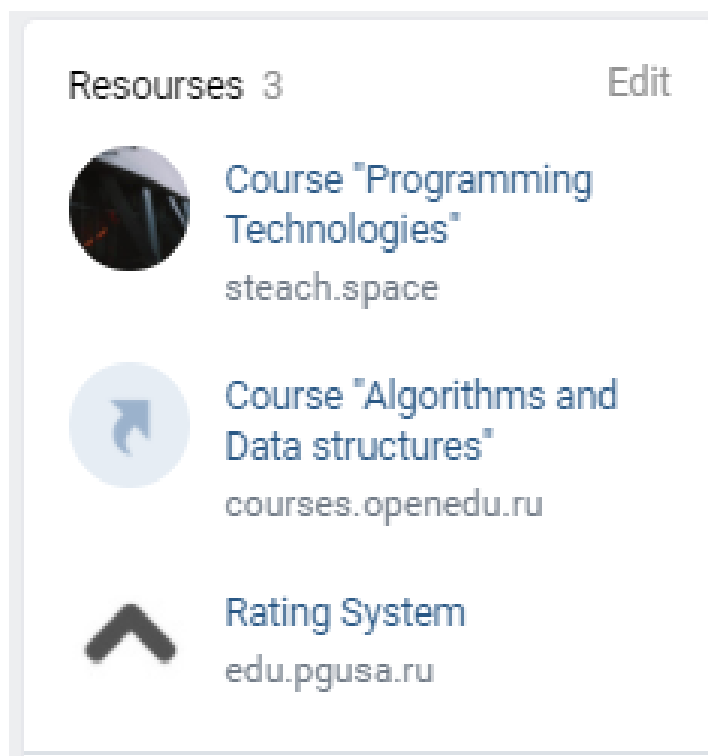 Resourses 3 Edit
Course "Programming
Technologies"
steach.space
Course "Algorithms and
Data structures"
courses.openedu.ru
Rating System
edu.pgusa.ru